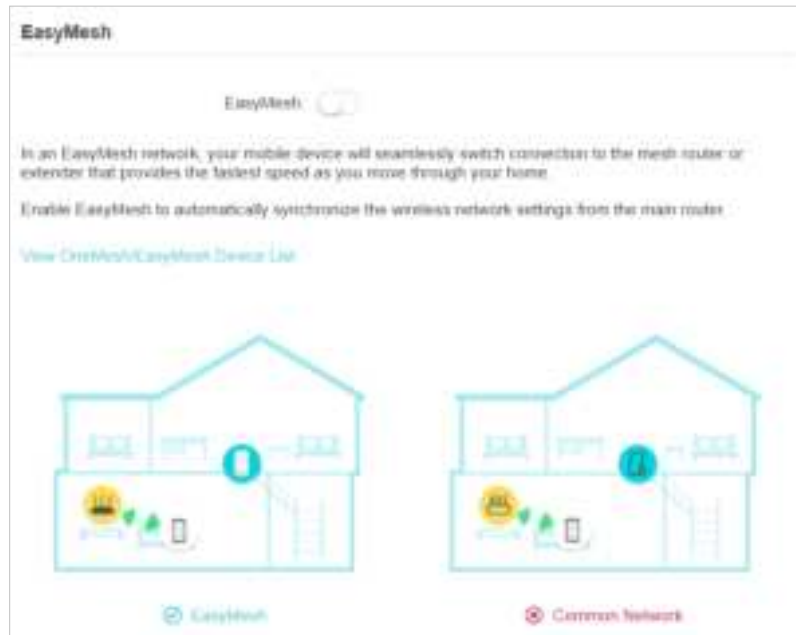 EasyMesh
EasyMesh:
In an EasyMesh network, your mobile device will seamlessly switch connection to the mesh router or
extender that provides the fastest speed as you move through your home.
Enable EasyMesh to automatically synchronize the wireless network settings from the main router.
View OneMesh/EasyMesh Device List
EasyMesh
Common Network